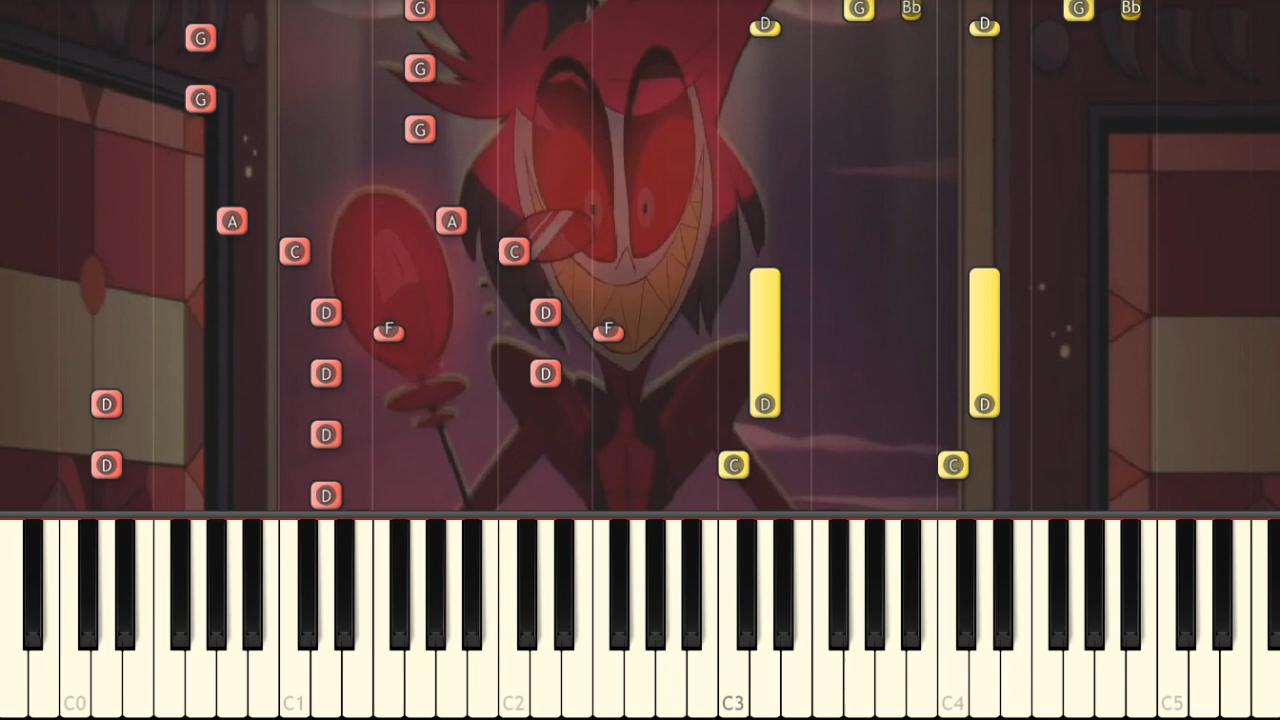 G G Bb G Bb
D D
G
G
G
G
A A
C C
D D
F F
D D
D D D
D
D C C
D
C0 C1 C2 C3 C4 C5